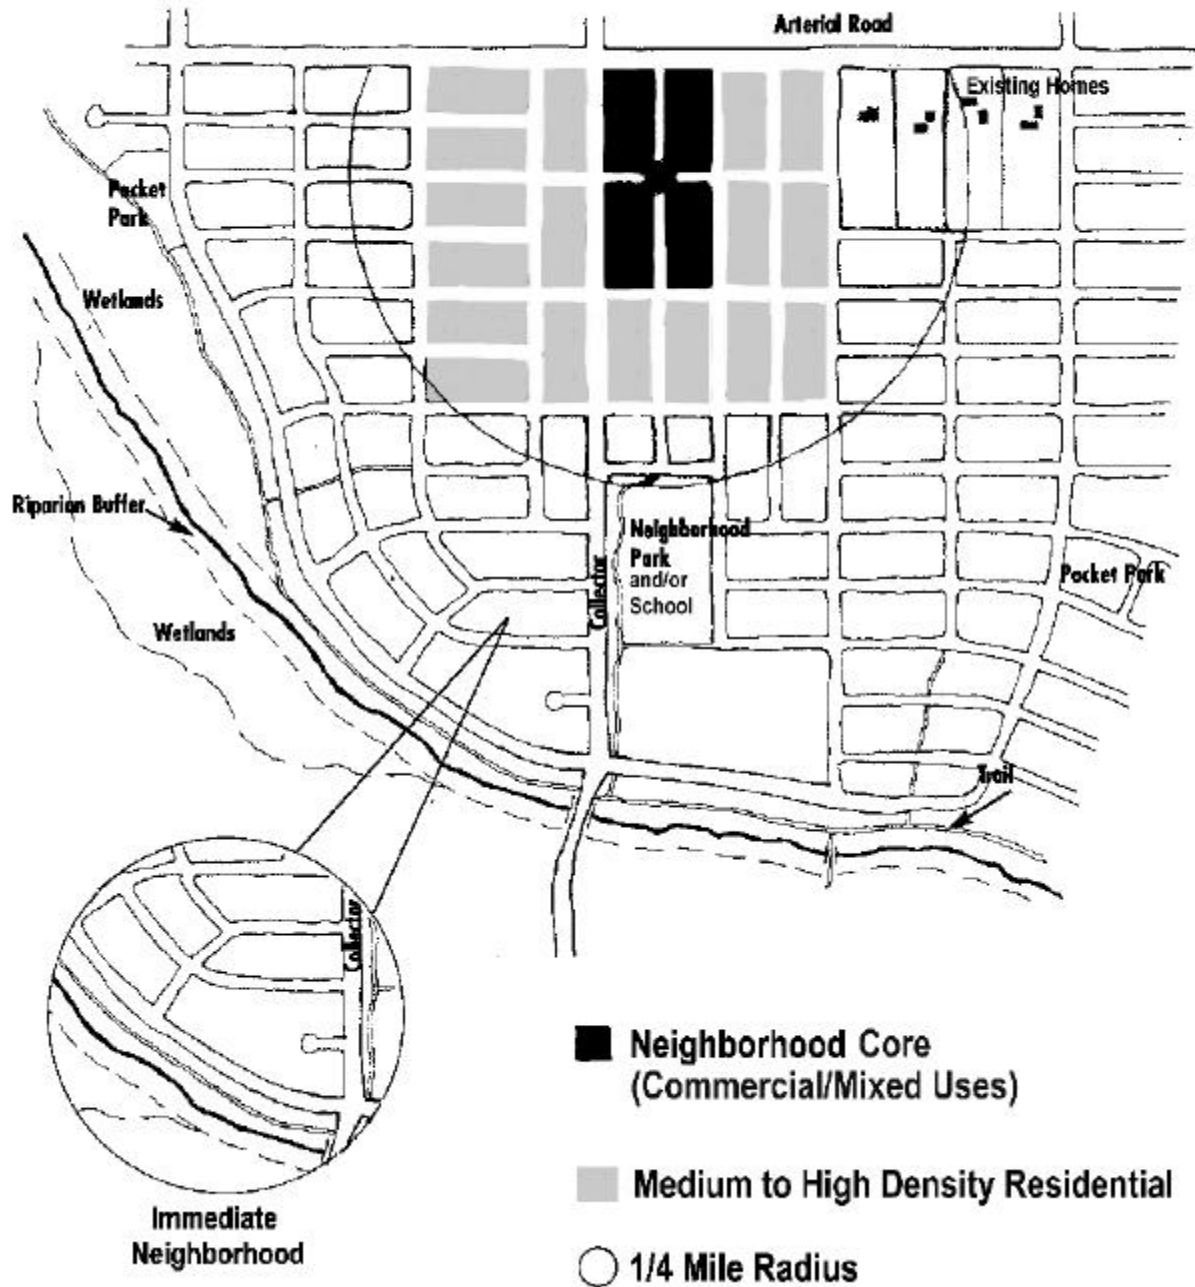 Arterial Road
Existing Homes
Pocket
Park
Wetlands
Riparian Buffer
Neighborhood
Park
and/or
School
Collector
Pocket Park
Wetlands
Trail
Collector
Neighborhood Core
(Commercial/Mixed Uses)
Medium to High Density Residential
Immediate
Neighborhood
1/4 Mile Radius